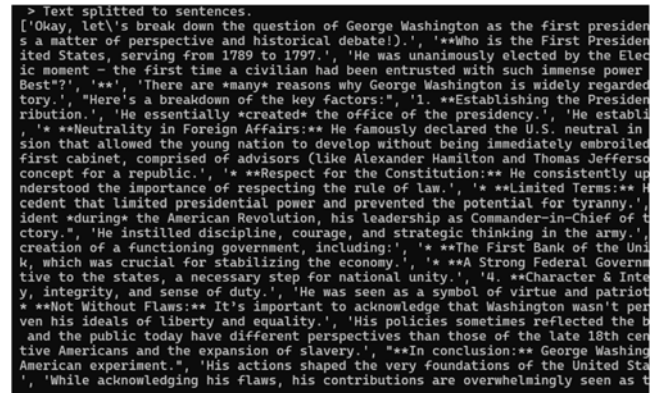 > Text splitted to sentences.
['Okay, let\'s break down the question of George Washington as the first presiden
s a matter of perspective and historical debate!).', '**Who is the First Presiden
ited States, serving from 1789 to 1797.', 'He was unanimously elected by the Elec
ic moment – the first time a civilian had been entrusted with such immense power
Best"?', '**', 'There are *many* reasons why George Washington is widely regarded
tory.', "Here's a breakdown of the key factors:", '1. **Establishing the Presiden
ribution.', 'He essentially *created* the office of the presidency.', 'He establi
, '* **Neutrality in Foreign Affairs:** He famously declared the U.S. neutral in
sion that allowed the young nation to develop without being immediately embroiled
first cabinet, comprised of advisors (like Alexander Hamilton and Thomas Jefferso
concept for a republic.', '* **Respect for the Constitution:** He consistently up
nderstood the importance of respecting the rule of law.', '* **Limited Terms:** H
cedent that limited presidential power and prevented the potential for tyranny.',
ident *during* the American Revolution, his leadership as Commander-in-Chief of t
ctory.", 'He instilled discipline, courage, and strategic thinking in the army.',
creation of a functioning government, including:', '* **The First Bank of the Uni
k, which was crucial for stabilizing the economy.', '* **A Strong Federal Governm
tive to the states, a necessary step for national unity.', '4. **Character & Inte
y, integrity, and sense of duty.', 'He was seen as a symbol of virtue and patriot
* **Not Without Flaws:** It's important to acknowledge that Washington wasn't per
ven his ideals of liberty and equality.', 'His policies sometimes reflected the b
and the public today have different perspectives than those of the late 18th cen
tive Americans and the expansion of slavery.', "**In conclusion:** George Washing
American experiment.", 'His actions shaped the very foundations of the United Sta
', 'While acknowledging his flaws, his contributions are overwhelmingly seen as t